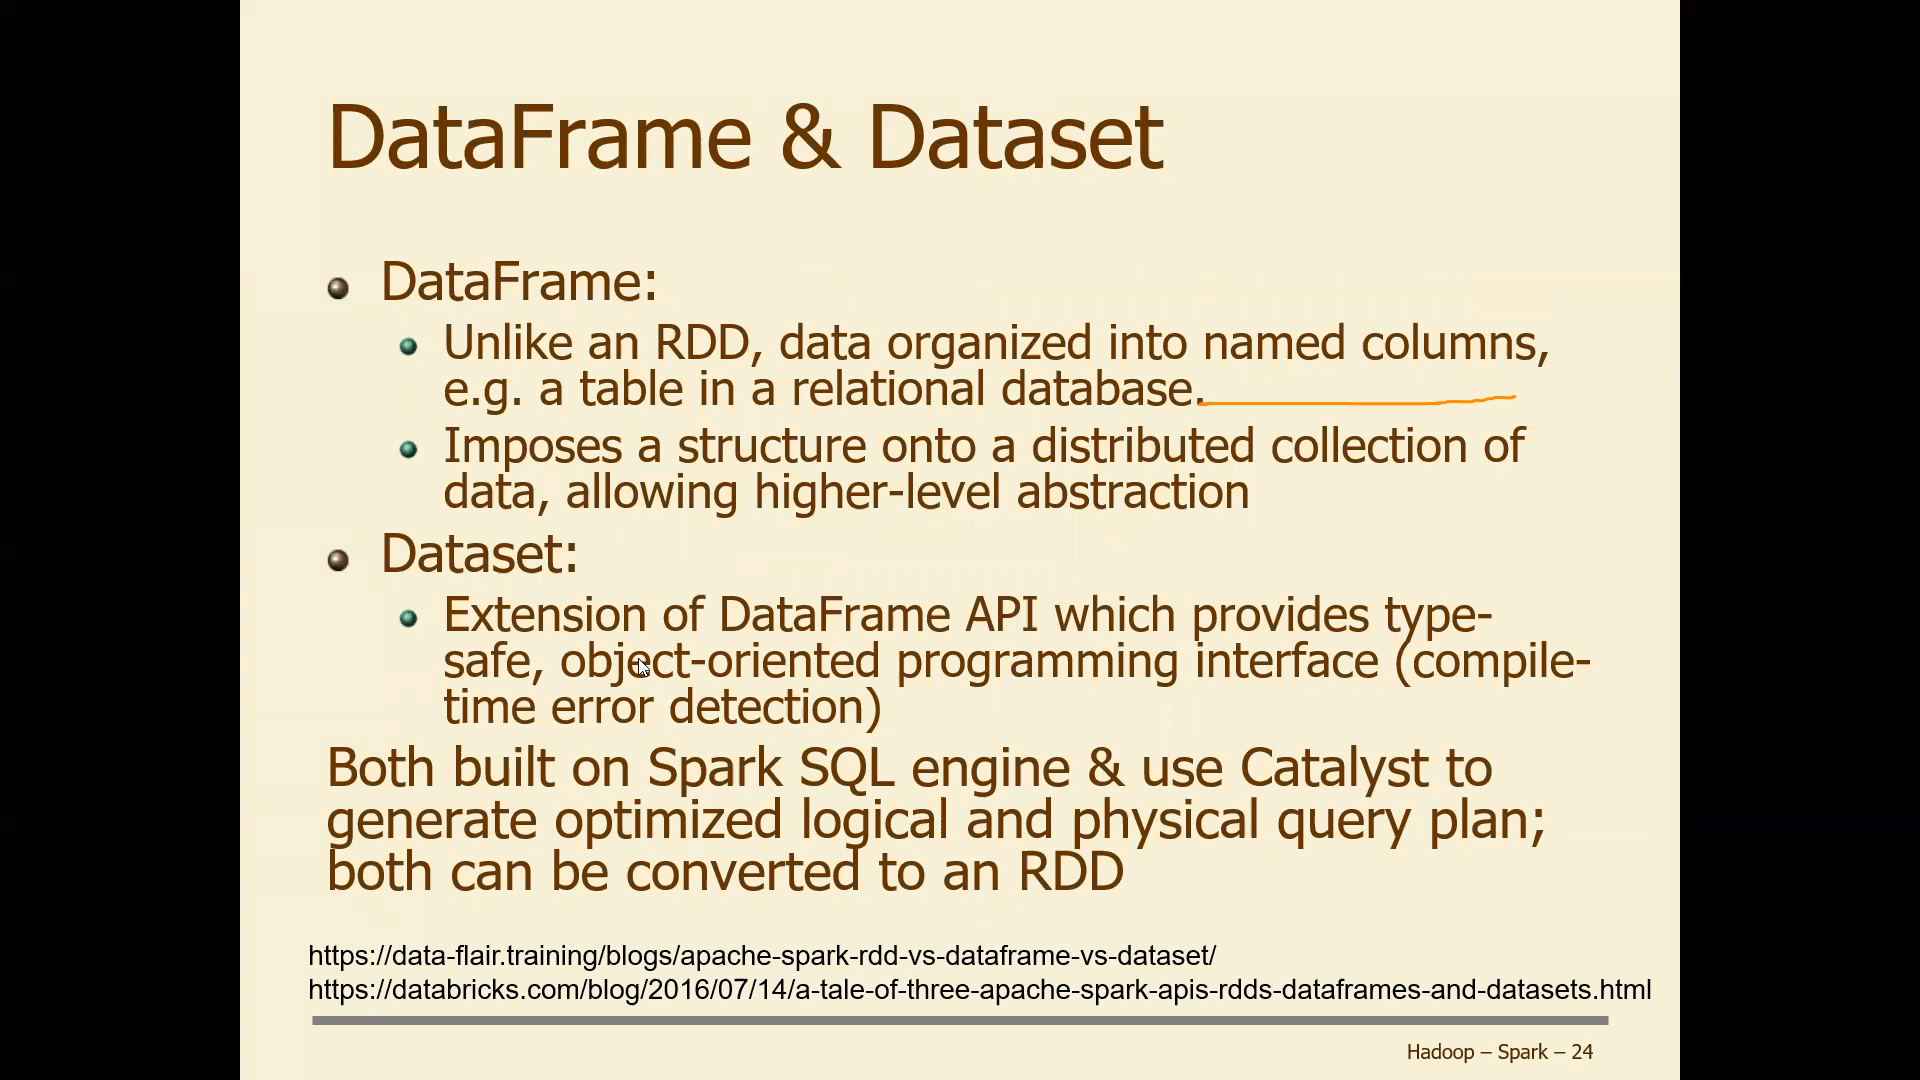 DataFrame & Dataset
DataFrame:
Unlike an RDD, data organized into named columns,
e.g. a table in a relational database.
Imposes a structure onto a distributed collection of
data, allowing higher-level abstraction
Dataset:
Extension of DataFrame API which provides type-
safe, object-oriented programming interface (compile-
time error detection)
Both built on Spark SQL engine & use Catalyst to
generate optimized logical and physical query plan;
both can be converted to an RDD
https://data-flair.training/blogs/apache-spark-rdd-vs-dataframe-vs-dataset/
https://databricks.com/blog/2016/07/14/a-tale-of-three-apache-spark-apis-rdds-dataframes-and-datasets.html
Hadoop – Spark – 24